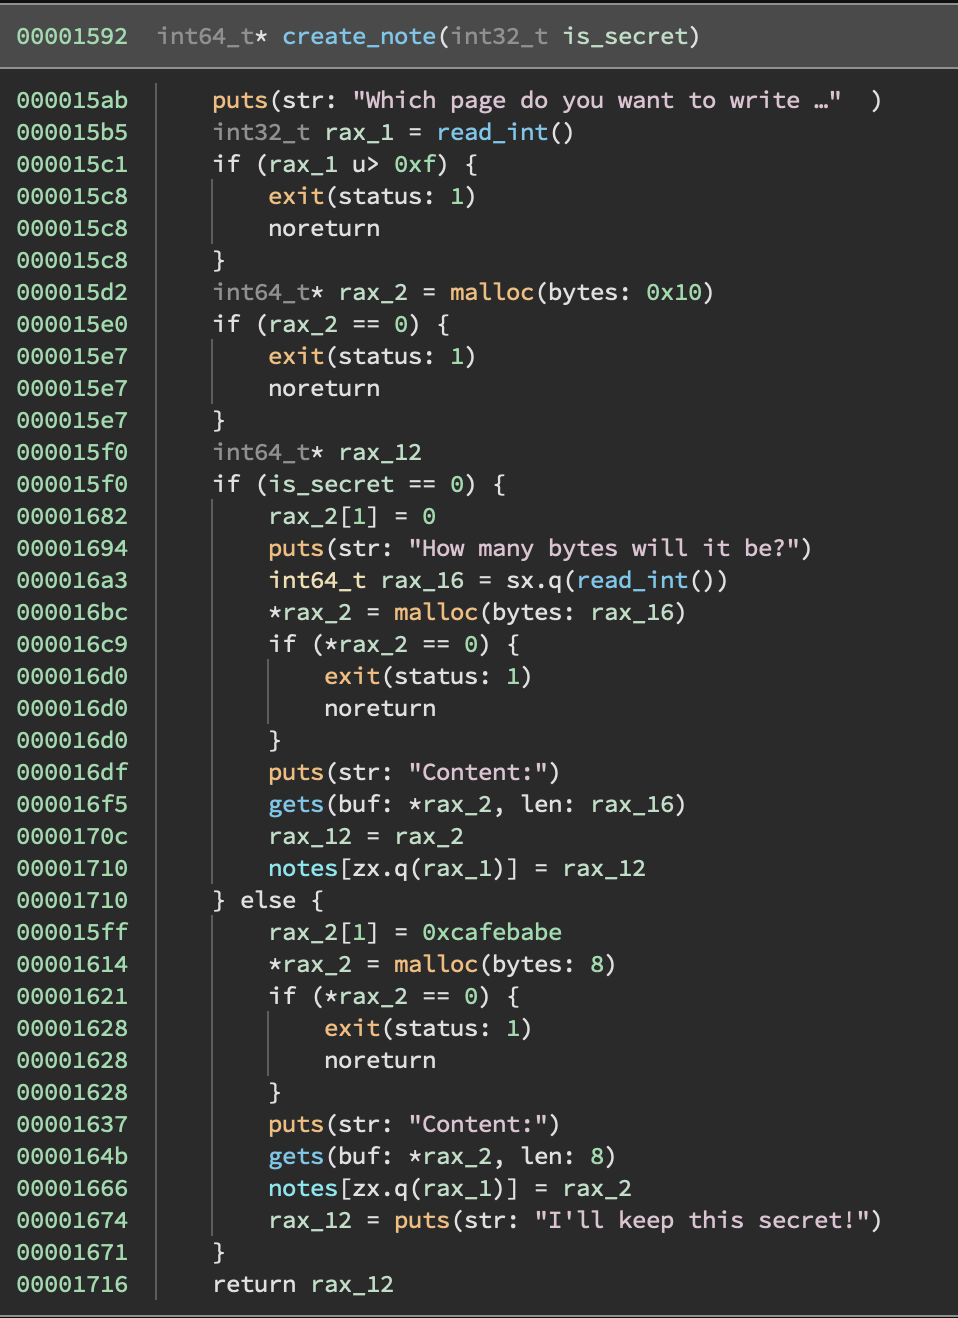 00001592  int64_t* create_note(int32_t is_secret)
000015ab      puts(str: "Which page do you want to write …"  )
000015b5      int32_t rax_1 = read_int()
000015c1      if (rax_1 u> 0xf) {
000015c8          exit(status: 1)
000015c8          noreturn
000015c8      }
000015d2      int64_t* rax_2 = malloc(bytes: 0x10)
000015e0      if (rax_2 == 0) {
000015e7          exit(status: 1)
000015e7          noreturn
000015e7      }
000015f0      int64_t* rax_12
000015f0      if (is_secret == 0) {
00001682          rax_2[1] = 0
00001694          puts(str: "How many bytes will it be?")
000016a3          int64_t rax_16 = sx.q(read_int())
000016bc          *rax_2 = malloc(bytes: rax_16)
000016c9          if (*rax_2 == 0) {
000016d0              exit(status: 1)
000016d0              noreturn
000016d0          }
000016df          puts(str: "Content:")
000016f5          gets(buf: *rax_2, len: rax_16)
0000170c          rax_12 = rax_2
00001710          notes[zx.q(rax_1)] = rax_12
00001710      } else {
000015ff          rax_2[1] = 0xcafebabe
00001614          *rax_2 = malloc(bytes: 8)
00001621          if (*rax_2 == 0) {
00001628              exit(status: 1)
00001628              noreturn
00001628          }
00001637          puts(str: "Content:")
0000164b          gets(buf: *rax_2, len: 8)
00001666          notes[zx.q(rax_1)] = rax_2
00001674          rax_12 = puts(str: "I'll keep this secret!")
00001671      }
00001716      return rax_12